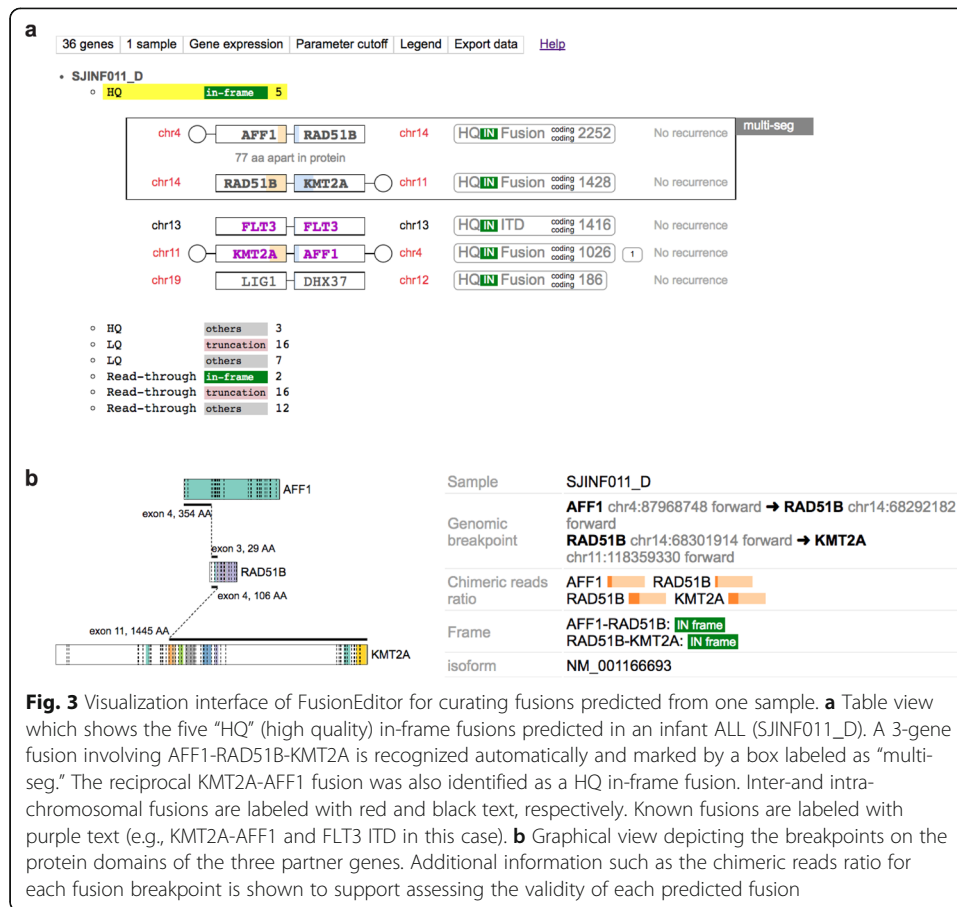 a
36 genes 1 sample Gene expression Parameter cutoff Legend Export data Help
SJINF011_D
HQ in-frame 5
multi-seg
chr4 AFF1 RAD51B chr14 HQ IN Fusion coding coding 2252 No recurrence
77 aa apart in protein
chr14 RAD51B KMT2A chr11 HQ IN Fusion coding coding 1428 No recurrence
chr13 FLT3 FLT3 chr13 HQ IN ITD coding coding 1416 No recurrence
chr11 KMT2A AFF1 chr4 HQ IN Fusion coding coding 1026 1 No recurrence
chr19 LIG1 DHX37 chr12 HQ IN Fusion coding coding 186 No recurrence
HQ others 3
LQ truncation 16
LQ others 7
Read-through in-frame 2
Read-through truncation 16
Read-through others 12
b
AFF1
exon 4, 354 AA
exon 3, 29 AA
RAD51B
exon 4, 106 AA
exon 11, 1445 AA
KMT2A
Sample SJINF011_D
Genomic breakpoint AFF1 chr4:87968748 forward ➔ RAD51B chr14:68292182
forward
RAD51B chr14:68301914 forward ➔ KMT2A
chr11:118359330 forward
Chimeric reads ratio AFF1 RAD51B
RAD51B KMT2A
Frame AFF1-RAD51B: IN frame
RAD51B-KMT2A: IN frame
isoform NM_001166693
Fig. 3 Visualization interface of FusionEditor for curating fusions predicted from one sample. a Table view
which shows the five “HQ” (high quality) in-frame fusions predicted in an infant ALL (SJINF011_D). A 3-gene
fusion involving AFF1-RAD51B-KMT2A is recognized automatically and marked by a box labeled as “multi-
seg.” The reciprocal KMT2A-AFF1 fusion was also identified as a HQ in-frame fusion. Inter-and intra-
chromosomal fusions are labeled with red and black text, respectively. Known fusions are labeled with
purple text (e.g., KMT2A-AFF1 and FLT3 ITD in this case). b Graphical view depicting the breakpoints on the
protein domains of the three partner genes. Additional information such as the chimeric reads ratio for
each fusion breakpoint is shown to support assessing the validity of each predicted fusion